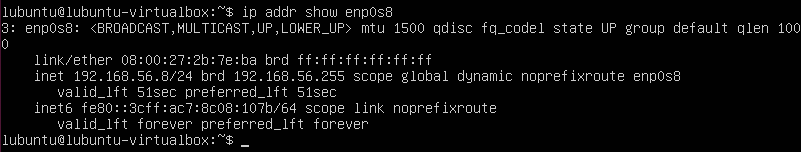 lubuntu@lubuntu-virtualbox:~$ ip addr show enp0s8
3: enp0s8: <BROADCAST,MULTICAST,UP,LOWER_UP> mtu 1500 qdisc fq_codel state UP group default qlen 100
0
    link/ether 08:00:27:2b:7e:ba brd ff:ff:ff:ff:ff:ff
    inet 192.168.56.8/24 brd 192.168.56.255 scope global dynamic noprefixroute enp0s8
       valid_lft 51sec preferred_lft 51sec
    inet6 fe80::3cff:ac7:8c08:107b/64 scope link noprefixroute
       valid_lft forever preferred_lft forever
lubuntu@lubuntu-virtualbox:~$ _